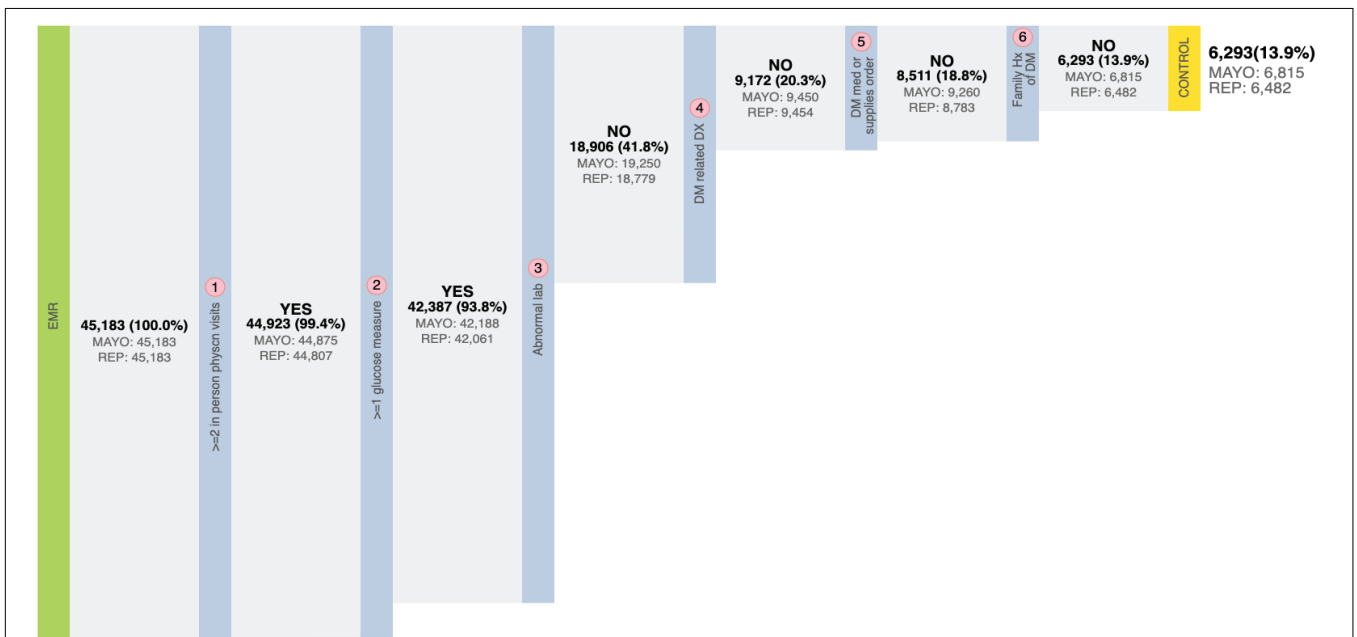 EMR
45,183 (100.0%)
MAYO: 45,183
REP: 45,183
1
>=2 in person physcn visits
YES
44,923 (99.4%)
MAYO: 44,875
REP: 44,807
2
>=1 glucose measure
YES
42,387 (93.8%)
MAYO: 42,188
REP: 42,061
3
Abnormal lab
NO
18,906 (41.8%)
MAYO: 19,250
REP: 18,779
4
DM related DX
NO
9,172 (20.3%)
MAYO: 9,450
REP: 9,454
5
DM med or
supplies order
NO
8,511 (18.8%)
MAYO: 9,260
REP: 8,783
6
Family Hx
of DM
NO
6,293 (13.9%)
MAYO: 6,815
REP: 6,482
CONTROL
6,293(13.9%)
MAYO: 6,815
REP: 6,482